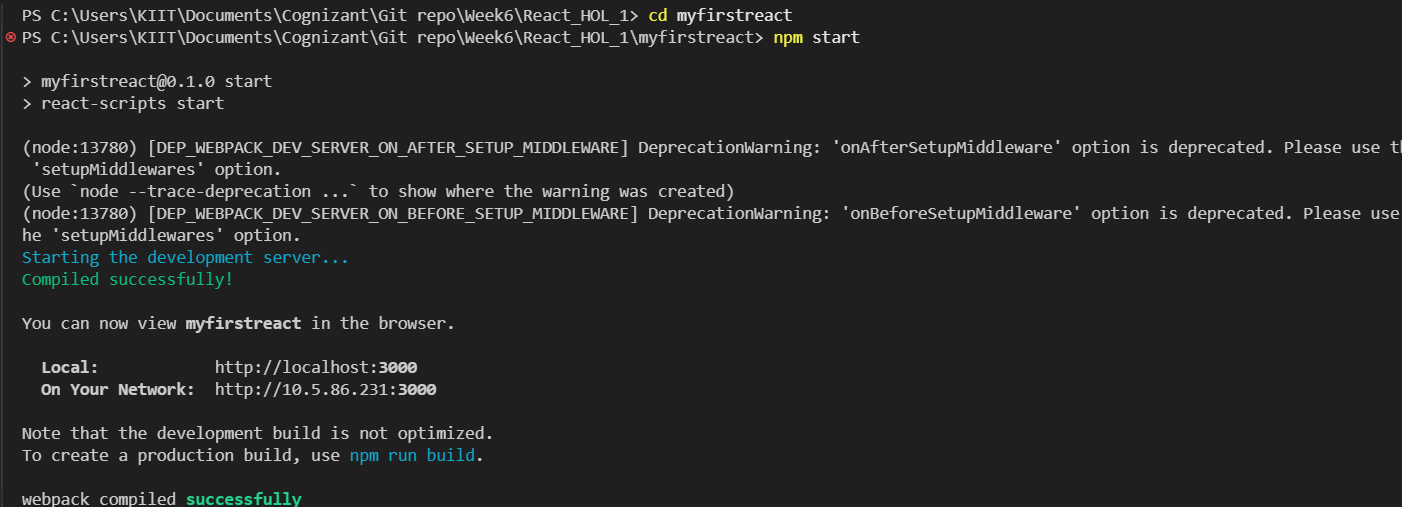 PS C:\Users\KIIT\Documents\Cognizant\Git repo\Week6\React_HOL_1> cd myfirstreact
PS C:\Users\KIIT\Documents\Cognizant\Git repo\Week6\React_HOL_1\myfirstreact> npm start
> myfirstreact@0.1.0 start
> react-scripts start
(node:13780) [DEP_WEBPACK_DEV_SERVER_ON_AFTER_SETUP_MIDDLEWARE] DeprecationWarning: 'onAfterSetupMiddleware' option is deprecated. Please use
'setupMiddlewares' option.
(Use `node --trace-deprecation ...` to show where the warning was created)
(node:13780) [DEP_WEBPACK_DEV_SERVER_ON_BEFORE_SETUP_MIDDLEWARE] DeprecationWarning: 'onBeforeSetupMiddleware' option is deprecated. Please use
he 'setupMiddlewares' option.
Starting the development server...
Compiled successfully!
You can now view myfirstreact in the browser.
Local: http://localhost:3000
On Your Network: http://10.5.86.231:3000
Note that the development build is not optimized.
To create a production build, use npm run build.
webpack compiled successfully